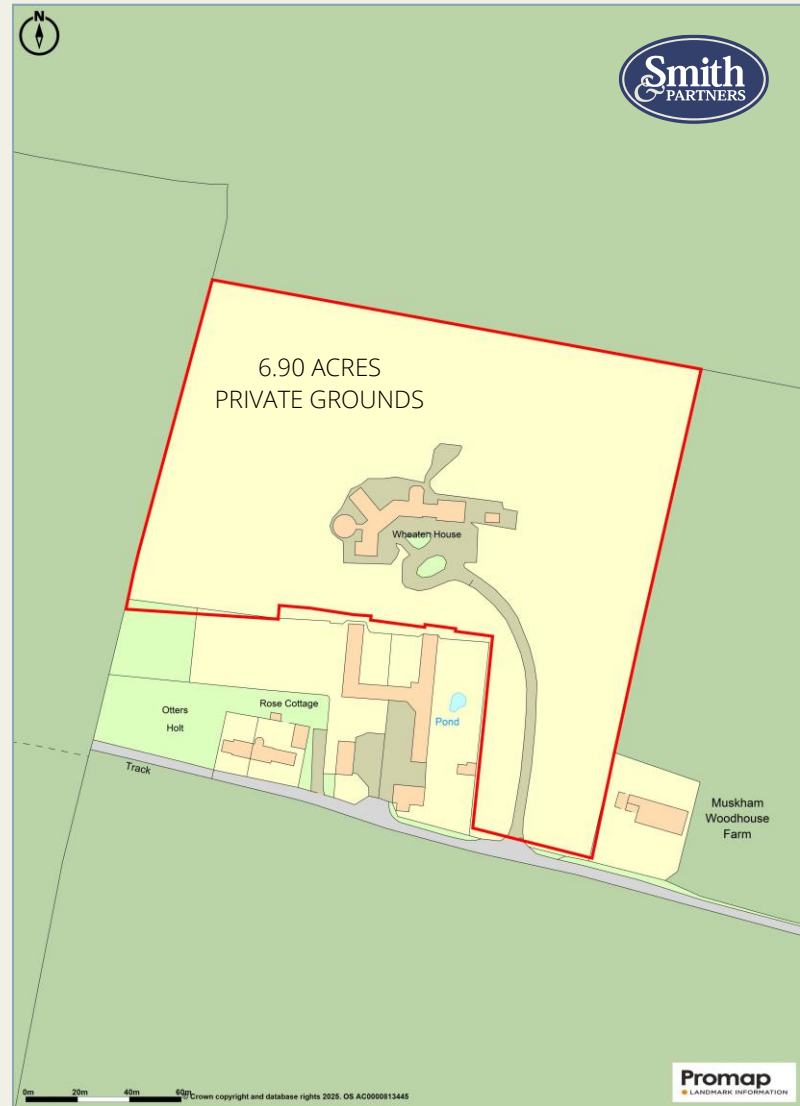 N
Smith
& PARTNERS
6.90 ACRES
PRIVATE GROUNDS
Wheaten House
Rose Cottage
Otters
Holt
Pond
Track
Muskham
Woodhouse
Farm
0m 20m 40m 60m
© Crown copyright and database rights 2025. OS AC0000813445
Promap
LANDMARK INFORMATION